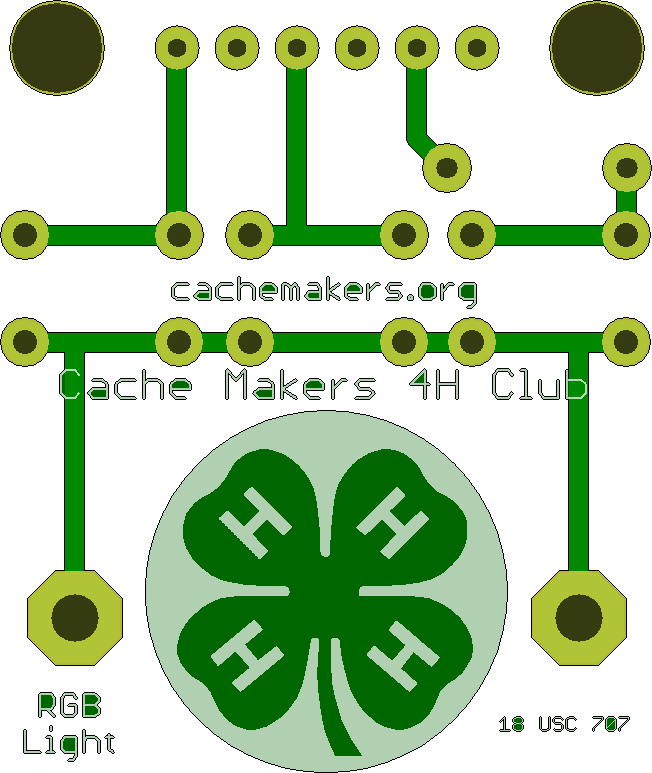 cachemakers.org
Cache Makers 4H Club
H H
H H
RGB
Light
18 USC 707